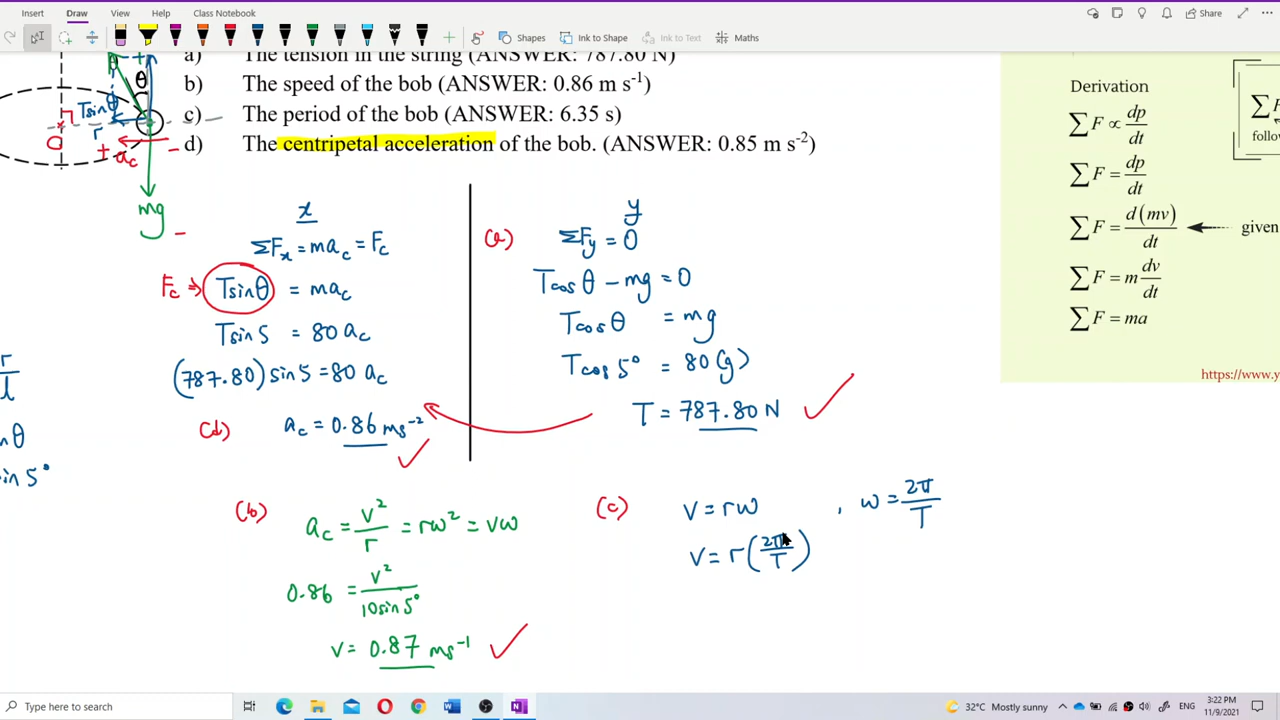 Insert Draw View Help Class Notebook
Share
Shapes Ink to Shape Ink to Text Maths
a) The tension in the string (ANSWER: 787.80 N)
b) The speed of the bob (ANSWER: 0.86 m s⁻¹)
c) The period of the bob (ANSWER: 6.35 s)
d) The centripetal acceleration of the bob. (ANSWER: 0.85 m s⁻²)
θ
θ
Tsinθ
r
O
+ ac −
mg
−
x
ΣFx = mac = Fc
Fc ⇒ Tsinθ = mac
Tsin5 = 80 ac
(787.80) sin5 = 80 ac
(d) ac = 0.86 ms⁻²
(a)
y
ΣFy = 0
Tcosθ − mg = 0
Tcosθ = mg
Tcos5° = 80(g)
T = 787.80 N
r
l
sinθ
sin5°
(b) ac = v²/r = rω² = vω
0.86 = v²/10sin5°
v = 0.87 ms⁻¹
(c) v = rω , ω = 2π/T
v = r(2π/T)
Derivation
∑F ∝ dp/dt
∑F = dp/dt
∑F = d(mv)/dt given
∑F = m dv/dt
∑F = ma
∑F
follow
https://www.y
Type here to search
32°C Mostly sunny
ENG
3:22 PM
11/9/2021